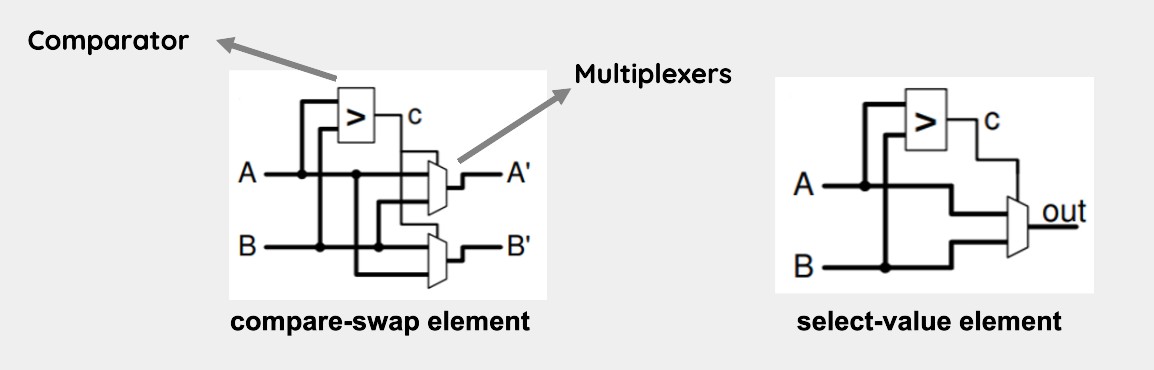 Comparator
Multiplexers
>
c
A
A'
B
B'
compare-swap element
>
c
A
out
B
select-value element